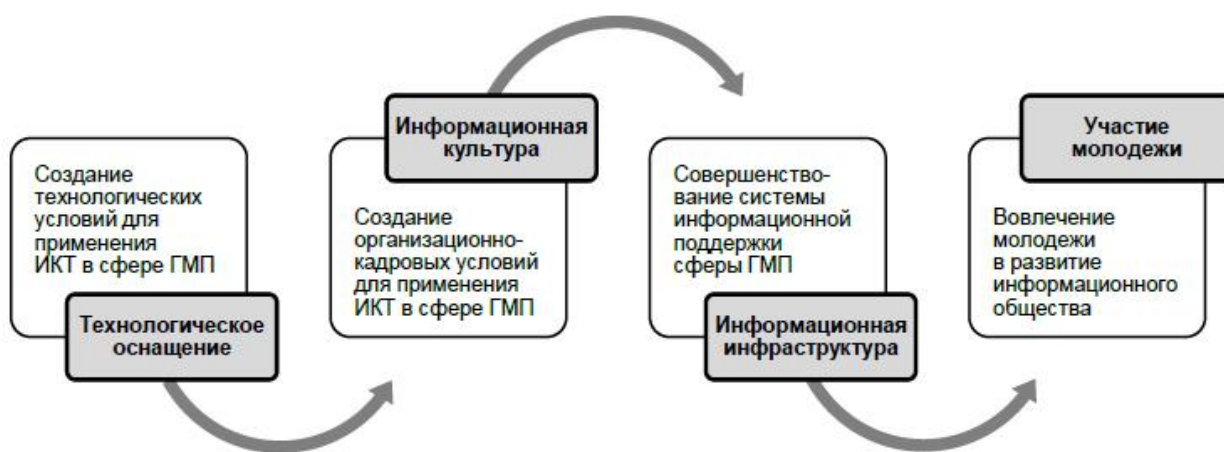 Создание
технологических
условий для
применения
ИКТ в сфере ГМП
Технологическое
оснащение
Информационная
культура
Создание
организационно-
кадровых условий
для применения
ИКТ в сфере ГМП
Совершенство-
вание системы
информационной
поддержки
сферы ГМП
Информационная
инфраструктура
Участие
молодежи
Вовлечение
молодежи
в развитие
информационного
общества